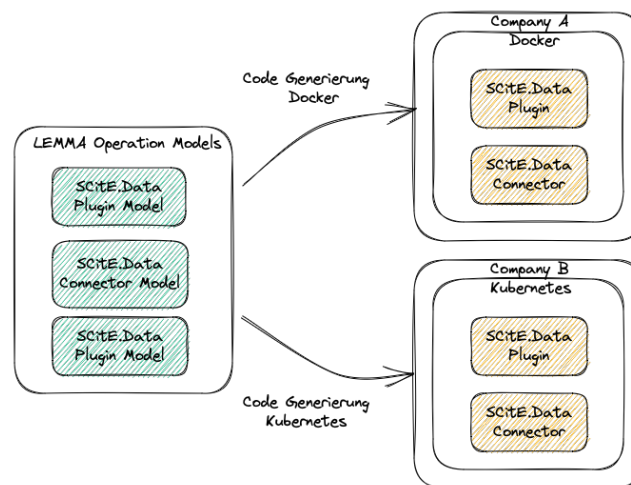 LEMMA Operation Models
SCiTE.Data
Plugin Model
SCiTE.Data
Connector Model
SCiTE.Data
Plugin Model
Code Generierung
Docker
Code Generierung
Kubernetes
Company A
Docker
SCiTE.Data
Plugin
SCiTE.Data
Connector
Company B
Kubernetes
SCiTE.Data
Plugin
SCiTE.Data
Connector